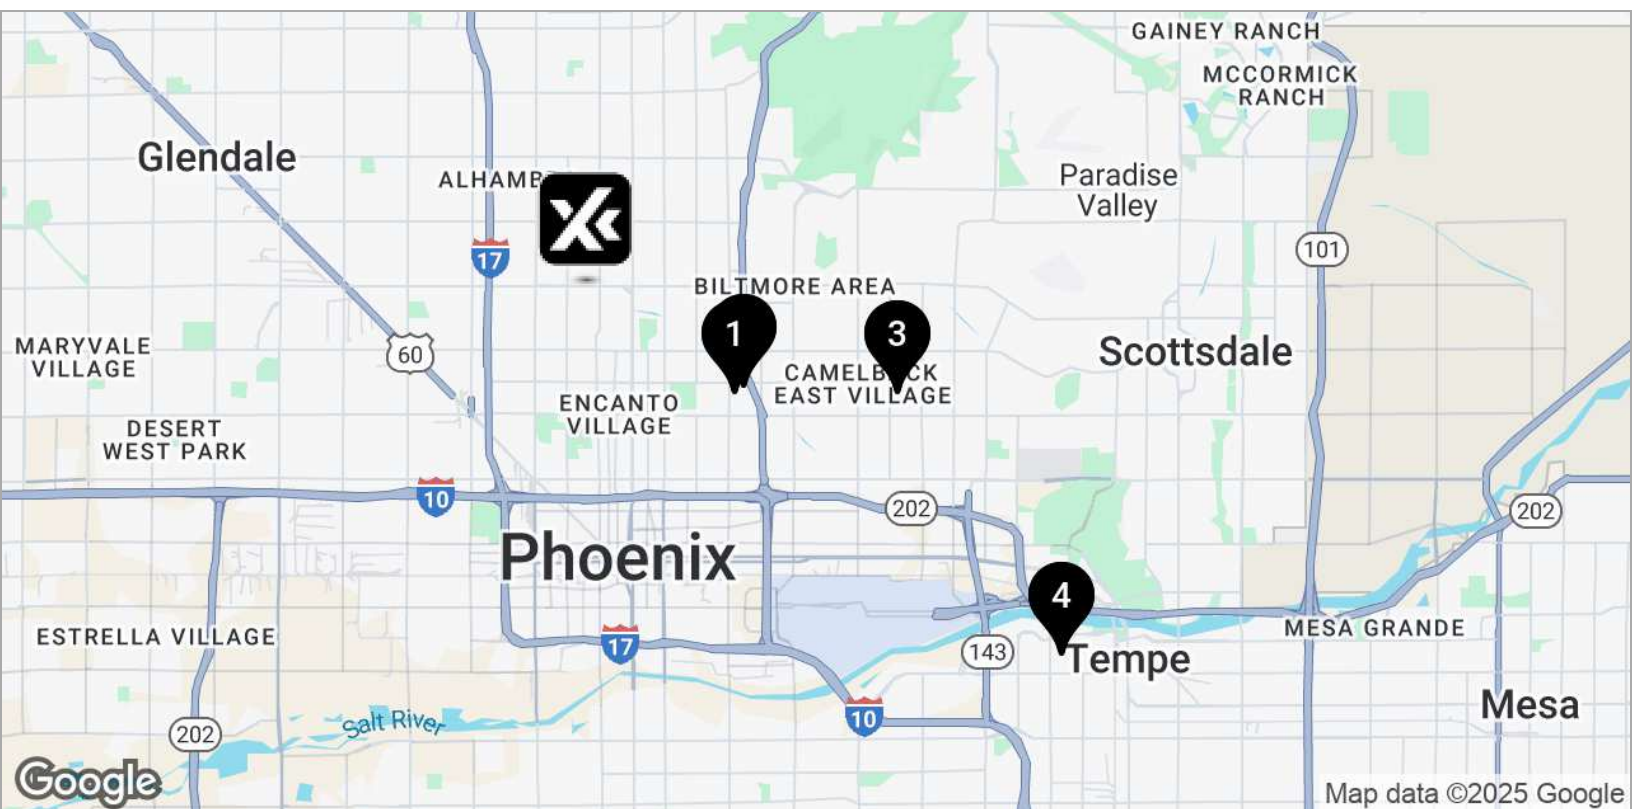 GAINEY RANCH
MCCORMICK
RANCH
Glendale
ALHAMB
Paradise
Valley
17
101
BILTMORE AREA
1
3
MARYVALE
VILLAGE
60
Scottsdale
CAMELB CK
EAST VILLAGE
ENCANTO
VILLAGE
DESERT
WEST PARK
10
202
202
Phoenix
4
ESTRELLA VILLAGE
17
MESA GRANDE
143
Tempe
Mesa
10
Salt River
202
Google
Map data ©2025 Google